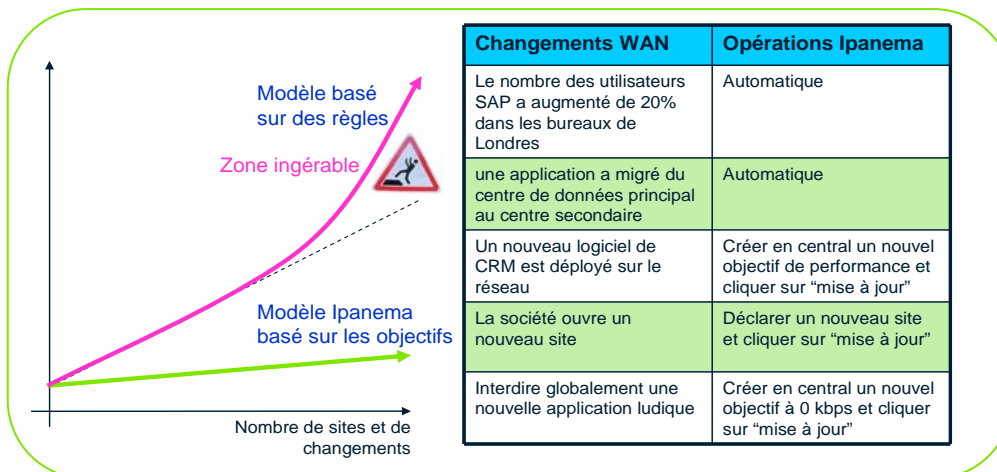 Modèle basé
sur des règles
Zone ingérable
Modèle Ipanema
basé sur les objectifs
Nombre de sites et de
changements
Changements WAN
Opérations Ipanema
Le nombre des utilisateurs
SAP a augmenté de 20%
dans les bureaux de
Londres
Automatique
une application a migré du
centre de données principal
au centre secondaire
Automatique
Un nouveau logiciel de
CRM est déployé sur le
réseau
Créer en central un nouvel
objectif de performance et
cliquer sur “mise à jour”
La société ouvre un
nouveau site
Déclarer un nouveau site
et cliquer sur “mise à jour”
Interdire globalement une
nouvelle application ludique
Créer en central un nouvel
objectif à 0 kbps et cliquer
sur “mise à jour”